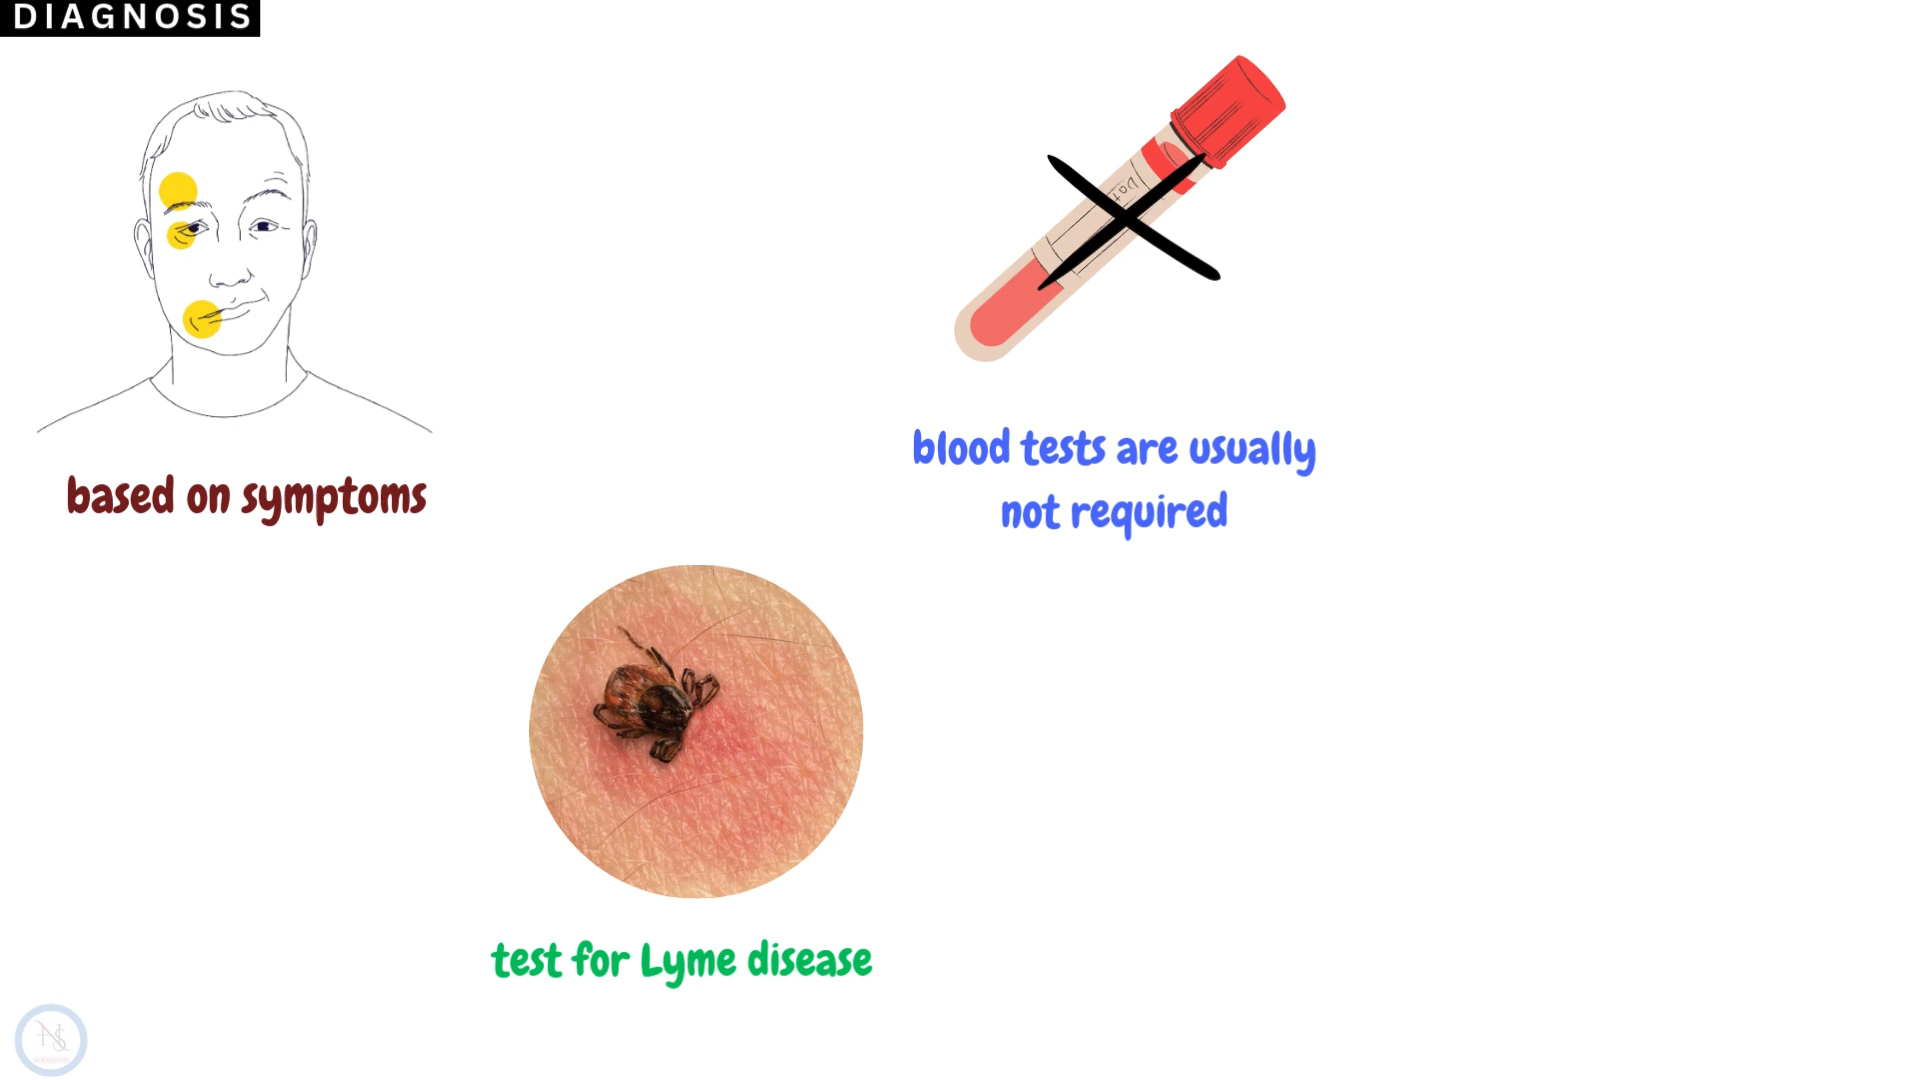 DIAGNOSIS
based on symptoms
blood tests are usually
not required
test for Lyme disease